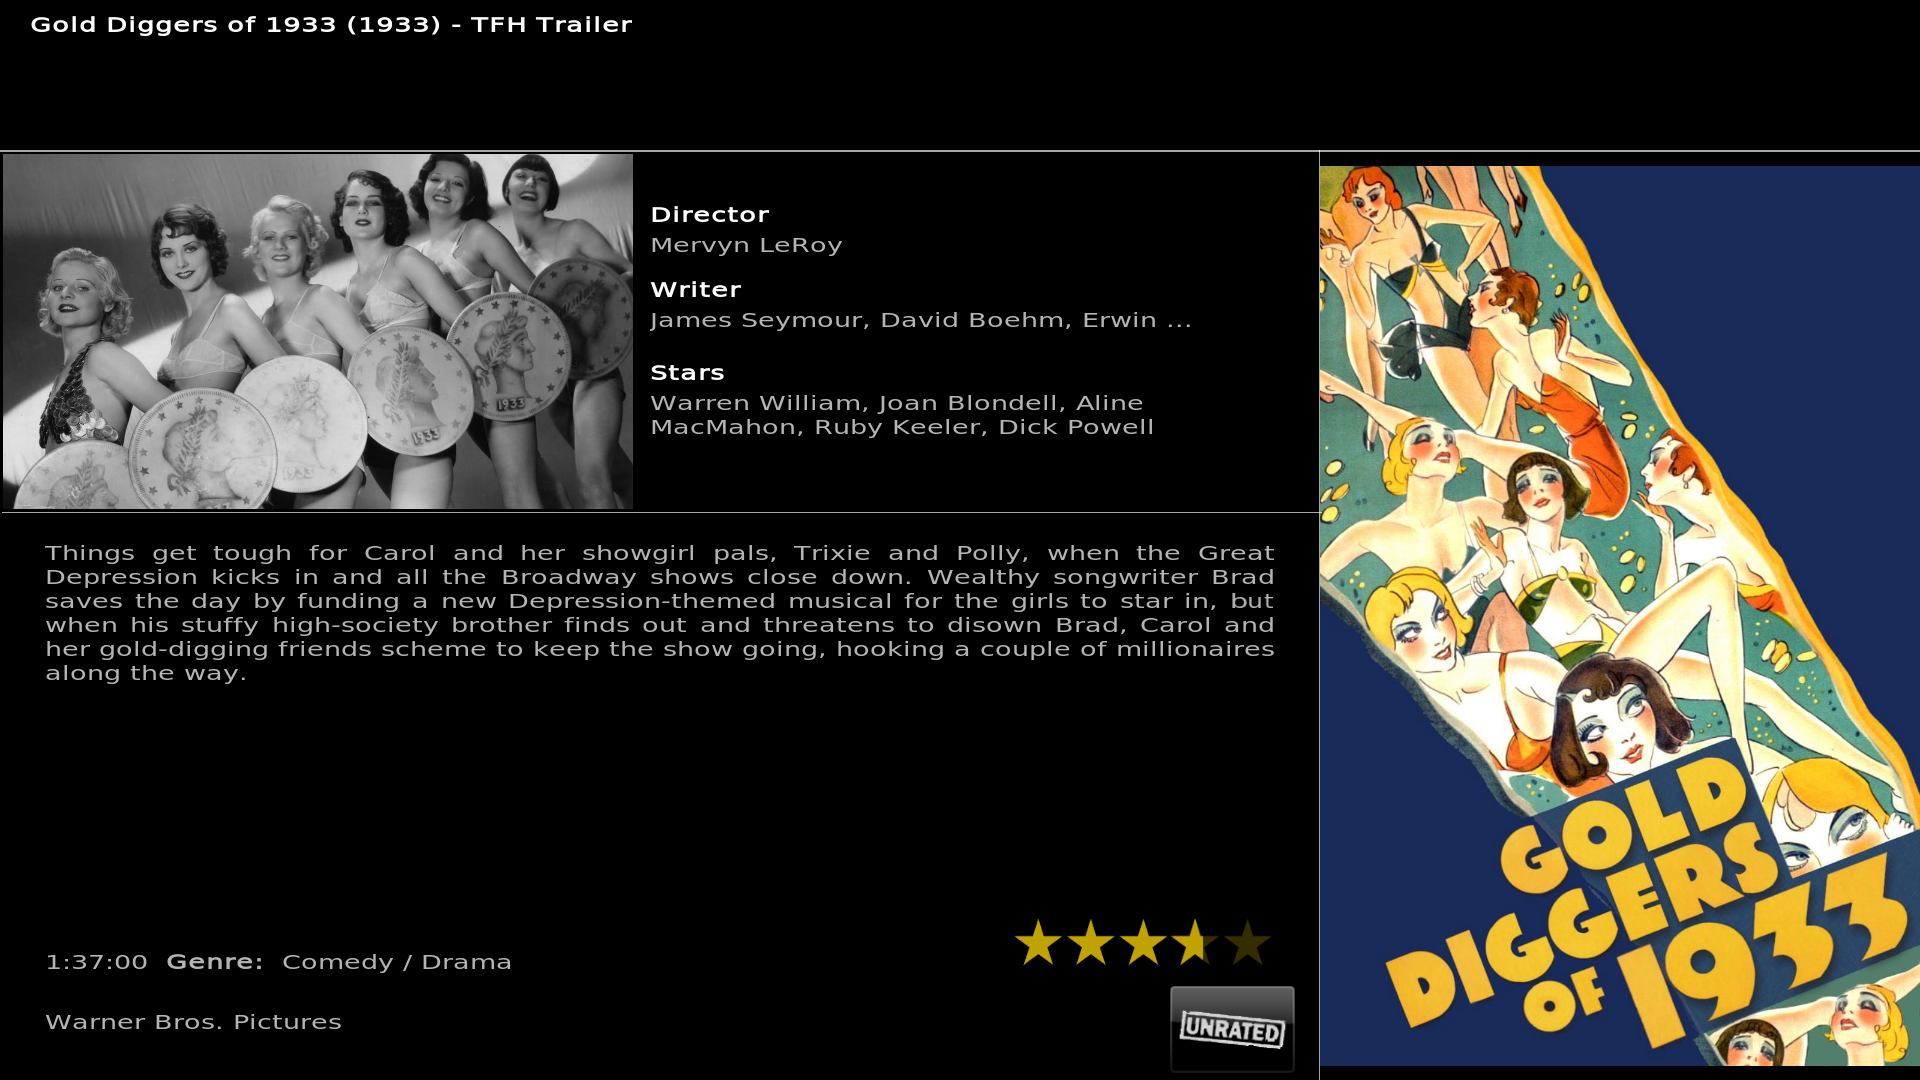 Gold Diggers of 1933 (1933) - TFH Trailer
Director
Mervyn LeRoy
Writer
James Seymour, David Boehm, Erwin ...
Stars
Warren William, Joan Blondell, Aline
MacMahon, Ruby Keeler, Dick Powell
1933
1933
1933
1933
Things get tough for Carol and her showgirl pals, Trixie and Polly, when the Great
Depression kicks in and all the Broadway shows close down. Wealthy songwriter Brad
saves the day by funding a new Depression-themed musical for the girls to star in, but
when his stuffy high-society brother finds out and threatens to disown Brad, Carol and
her gold-digging friends scheme to keep the show going, hooking a couple of millionaires
along the way.
1:37:00 Genre: Comedy / Drama
Warner Bros. Pictures
UNRATED
GOLD
DIGGERS
OF 1933